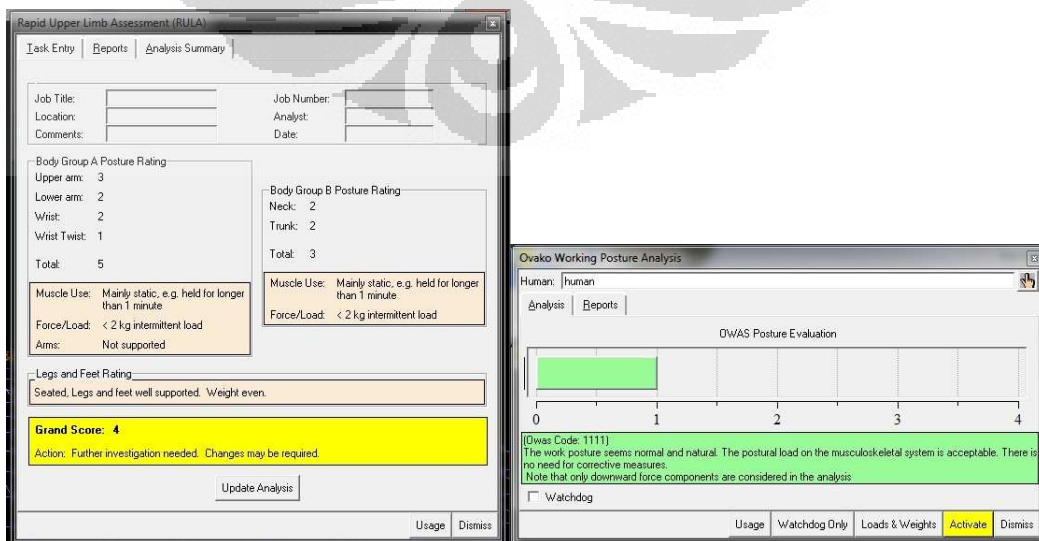 Rapid Upper Limb Assessment (RULA)
Task Entry Reports Analysis Summary
Job Title: Job Number:
Location: Analyst:
Comments: Date:
Body Group A Posture Rating
Upper arm: 3
Lower arm: 2
Wrist: 2
Wrist Twist: 1
Total: 5
Muscle Use: Mainly static, e.g. held for longer
than 1 minute
Force/Load: < 2 kg intermittent load
Arms: Not supported
Body Group B Posture Rating
Neck: 2
Trunk: 2
Total: 3
Muscle Use: Mainly static, e.g. held for longer
than 1 minute
Force/Load: < 2 kg intermittent load
Legs and Feet Rating
Seated, Legs and feet well supported. Weight even.
Grand Score: 4
Action: Further investigation needed. Changes may be required.
Update Analysis
Usage Dismiss
Ovako Working Posture Analysis
Human: human
Analysis Reports
OWAS Posture Evaluation
0 1 2 3 4
(Owas Code: 1111)
The work posture seems normal and natural. The postural load on the musculoskeletal system is acceptable. There is
no need for corrective measures.
Note that only downward force components are considered in the analysis
Watchdog
Usage Watchdog Only Loads & Weights Activate Dismiss